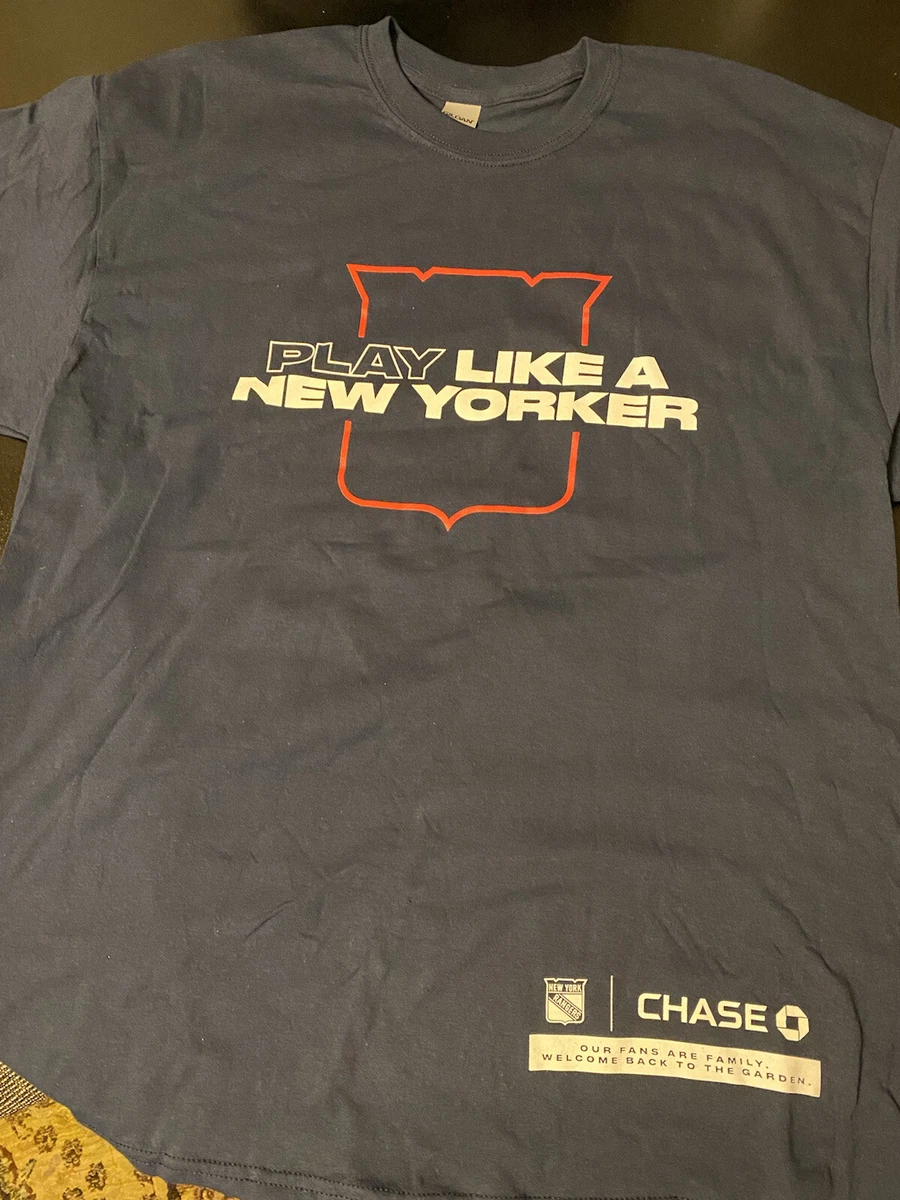 PLAY LIKE A
NEW YORKER
NEW YORK
RANGERS
CHASE
OUR FANS ARE FAMILY.
WELCOME BACK TO THE GARDEN.